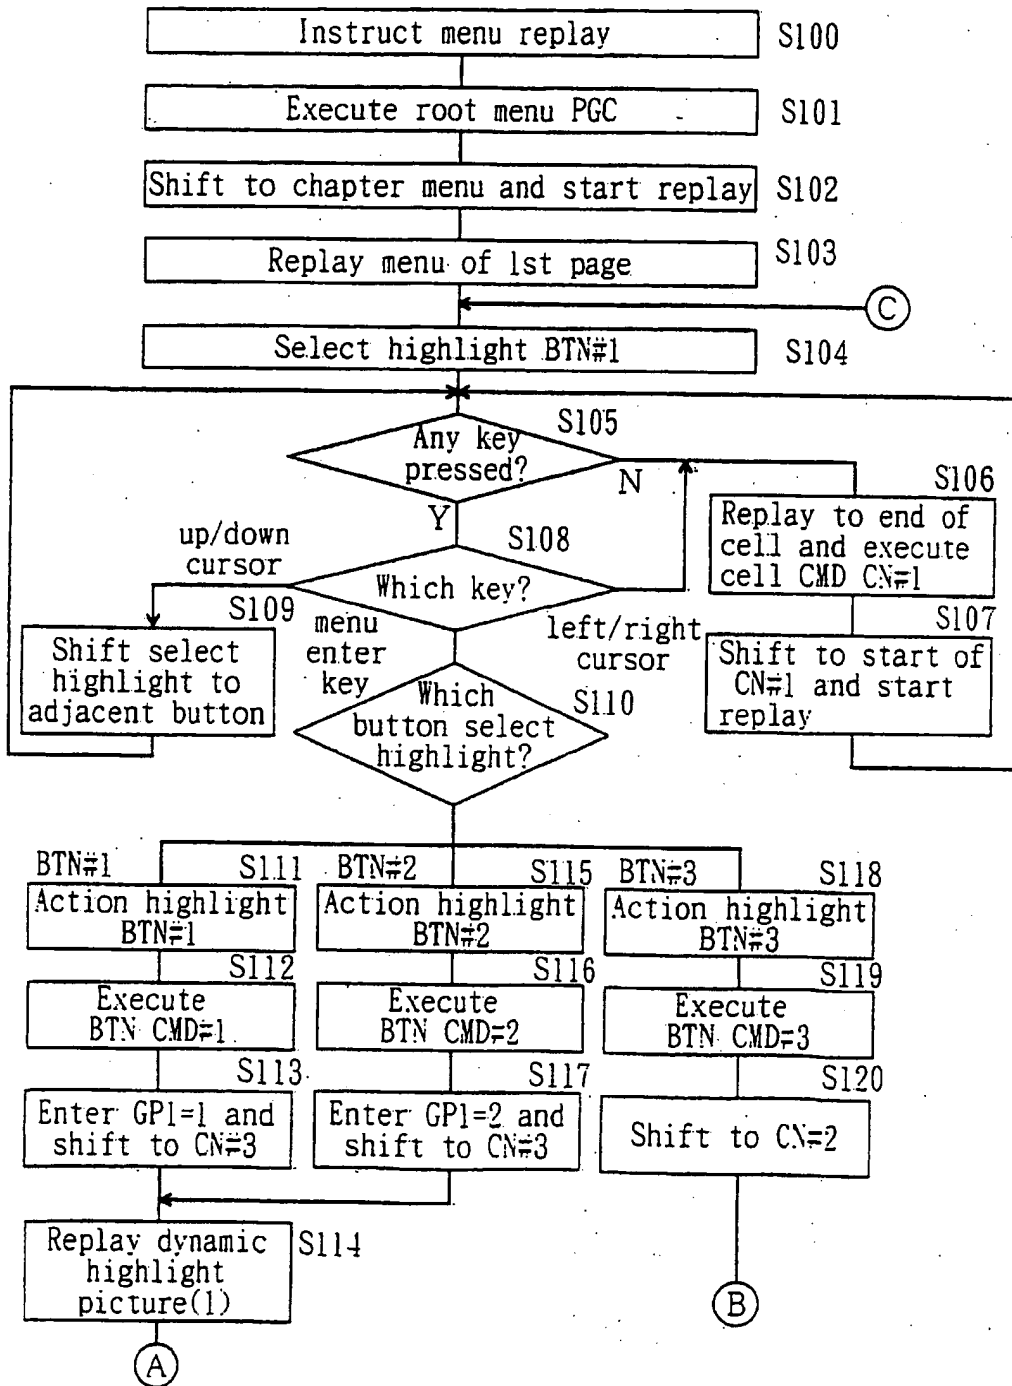 Instruct menu replay
S100
Execute root menu PGC
S101
Shift to chapter menu and start replay
S102
Replay menu of 1st page
S103
C
Select highlight BTN#1
S104
S105
Any key
pressed?
N
Y
S106
Replay to end of
cell and execute
cell CMD CN#1
up/down
cursor
S108
Which key?
S109
Shift select
highlight to
adjacent button
menu
enter
key
left/right
cursor
S107
Shift to start of
CN#1 and start
replay
S110
Which
button select
highlight?
BTN#1
S111
Action highlight
BTN#1
S112
Execute
BTN CMD#1
S113
Enter GP1=1 and
shift to CN#3
BTN#2
S115
Action highlight
BTN#2
S116
Execute
BTN CMD#2
S117
Enter GP1=2 and
shift to CN#3
BTN#3
S118
Action highlight
BTN#3
S119
Execute
BTN CMD#3
S120
Shift to CN#2
Replay dynamic
highlight
picture(1)
S114
A
B